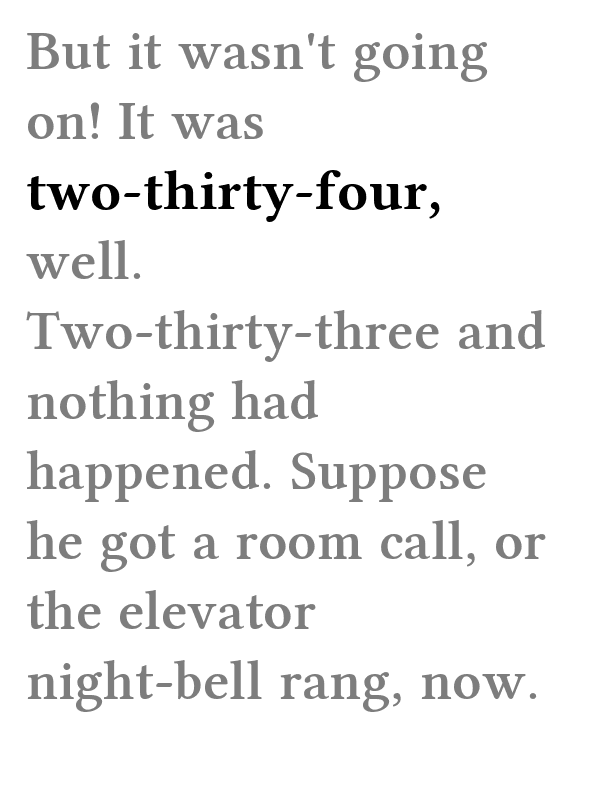 But it wasn't going
on! It was
two-thirty-four,
well.
Two-thirty-three and
nothing had
happened. Suppose
he got a room call, or
the elevator
night-bell rang, now.